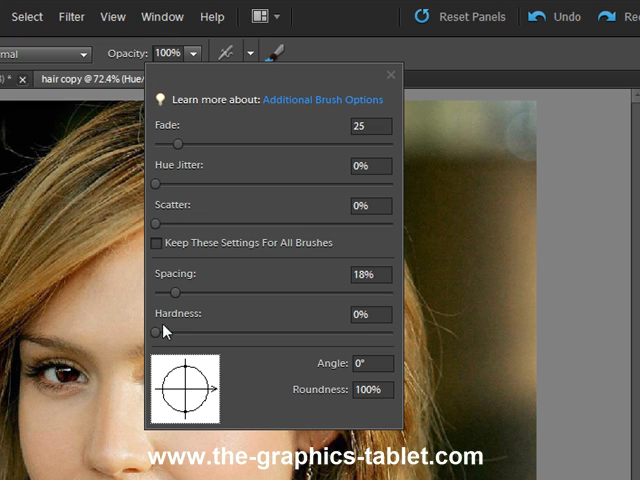 Select Filter View Window Help Reset Panels Undo Re
mal Opacity: 100%
) * hair copy @ 72.4% (Hue/
Learn more about: Additional Brush Options
Fade: 25
Hue Jitter: 0%
Scatter: 0%
Keep These Settings For All Brushes
Spacing: 18%
Hardness: 0%
Angle: 0°
Roundness: 100%
www.the-graphics-tablet.com